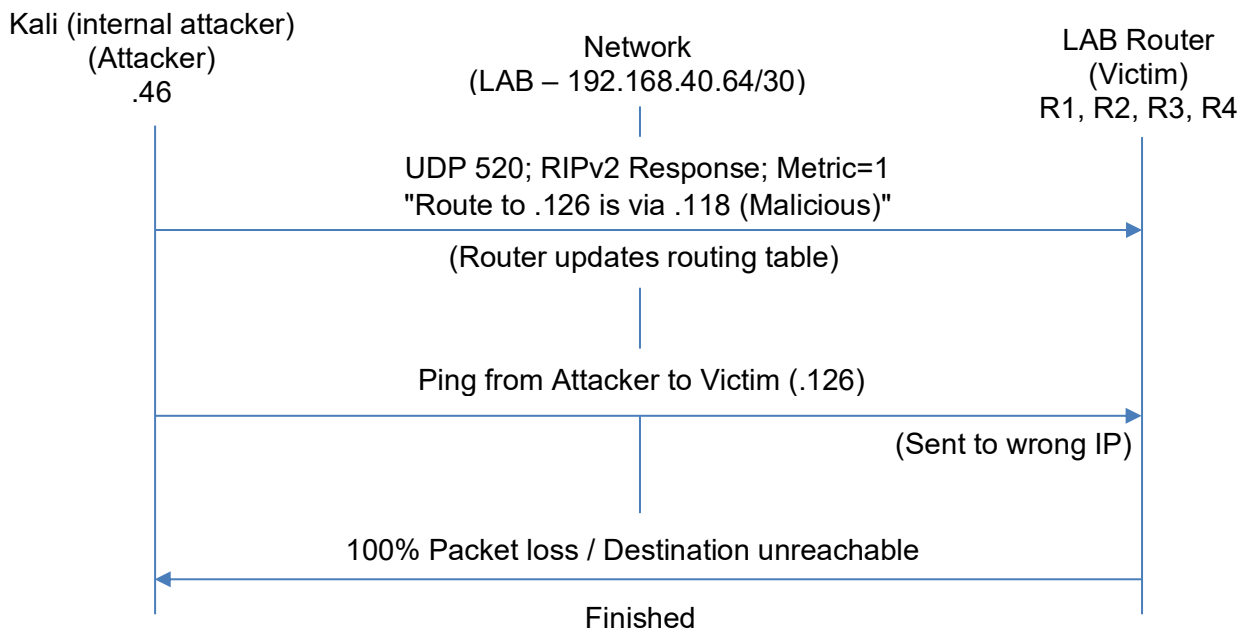 Kali (internal attacker)
(Attacker)
.46
Network
(LAB – 192.168.40.64/30)
LAB Router
(Victim)
R1, R2, R3, R4
UDP 520; RIPv2 Response; Metric=1
"Route to .126 is via .118 (Malicious)"
(Router updates routing table)
Ping from Attacker to Victim (.126)
(Sent to wrong IP)
100% Packet loss / Destination unreachable
Finished